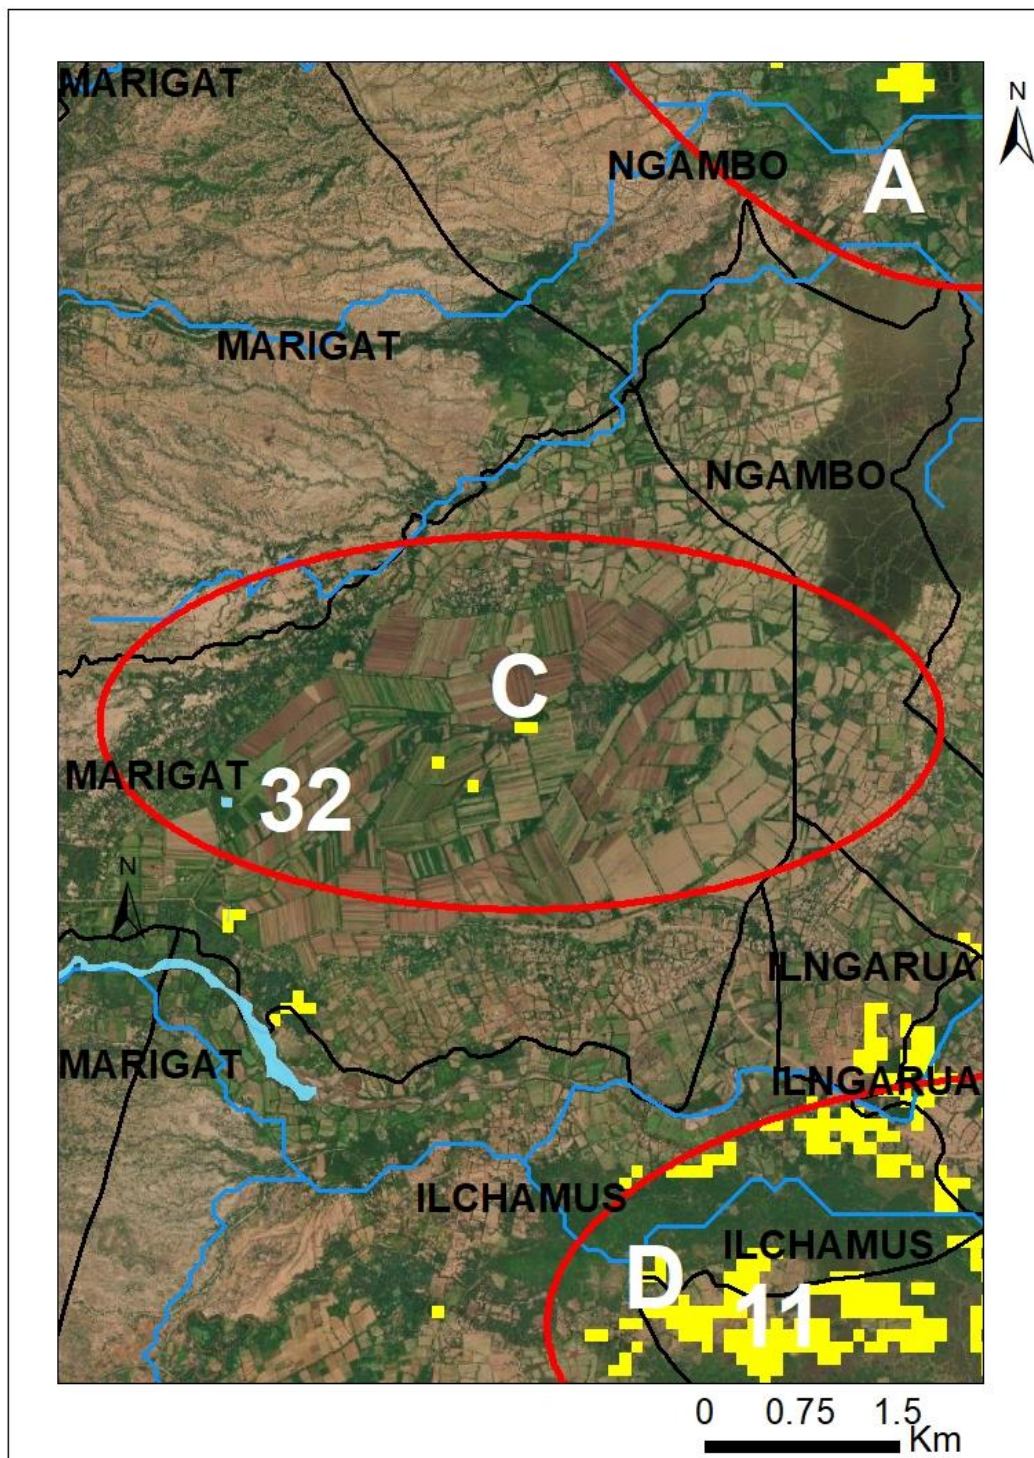 MARIGAT
N
NGAMBO
A
MARIGAT
NGAMBO
C
MARIGAT
32
N
ILNGARUA
MARIGAT
ILNGARUA
ILCHAMUS
ILCHAMUS
D
11
0 0.75 1.5
Km